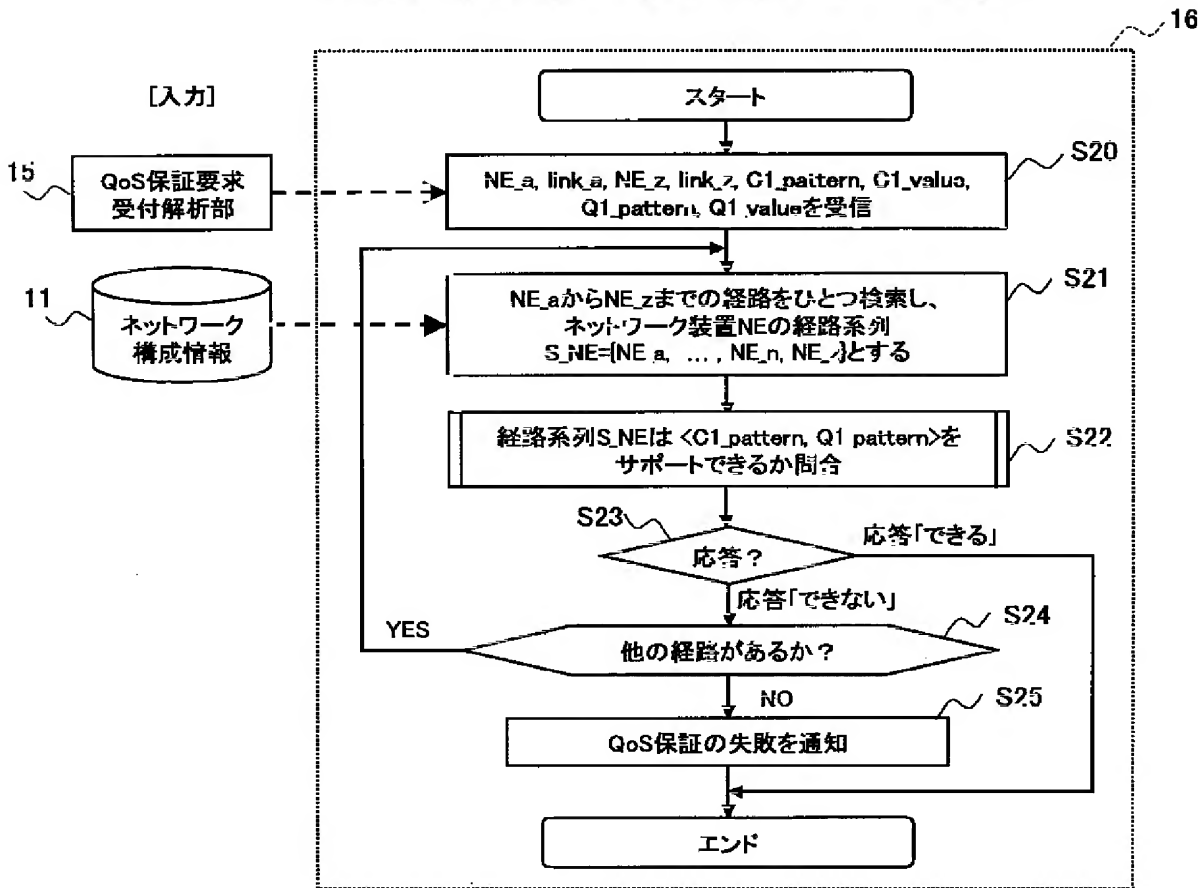 16
[入力]
スタート
15
QoS保証要求
受付解析部
S20
NE_a, link_a, NE_z, link_z, C1_pattern, C1_value,
Q1_pattern, Q1_valueを受信
11
ネットワーク
構成情報
S21
NE_aからNE_zまでの経路をひとつ検索し、
ネットワーク装置NEの経路系列
S_NE={NE_a, … , NE_n, NE_z}とする
経路系列S_NEは <C1_pattern, Q1_pattern>を
サポートできるか問合
S22
S23
応答?
応答「できる」
応答「できない」
YES
他の経路があるか?
S24
NO
S25
QoS保証の失敗を通知
エンド